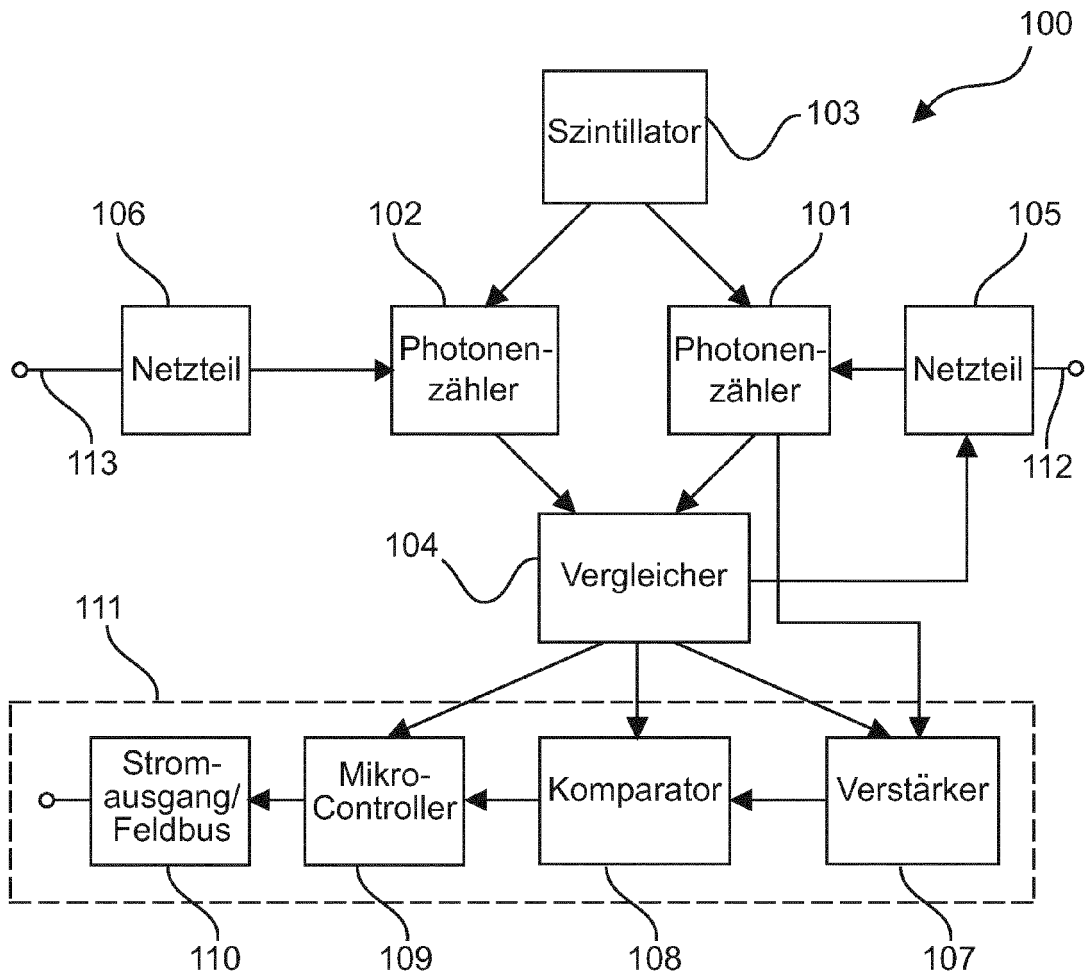 100
Szintillator
103
106
102
101
105
Netzteil
Photonen-
zähler
Photonen-
zähler
Netzteil
113
112
104
Vergleicher
111
Strom-
ausgang/
Feldbus
Mikro-
Controller
Komparator
Verstärker
110
109
108
107